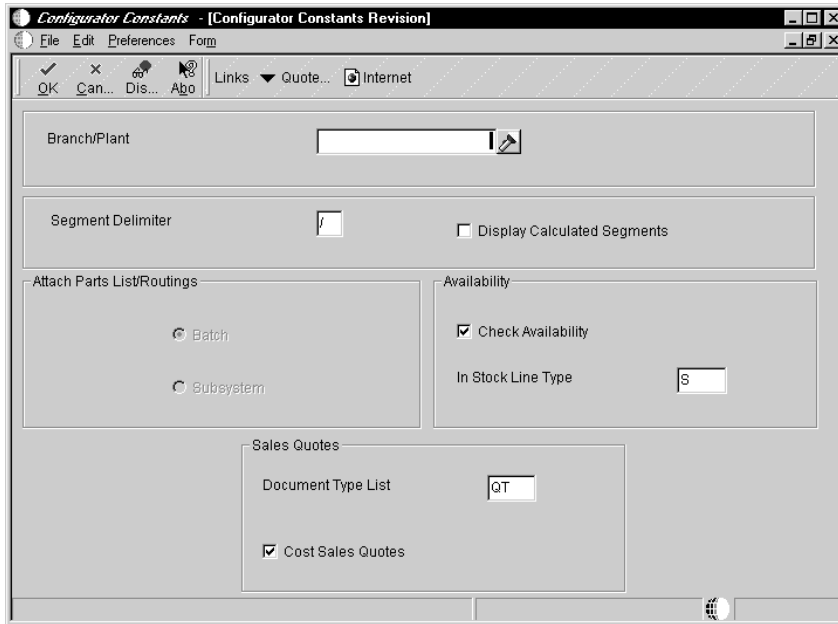 Configurator Constants - [Configurator Constants Revision]
File Edit Preferences Form
OK Can... Dis... Abo Links Quote... Internet
Branch/Plant
Segment Delimiter / Display Calculated Segments
Attach Parts List/Routings
Batch
Subsystem
Availability
Check Availability
In Stock Line Type S
Sales Quotes
Document Type List QT
Cost Sales Quotes